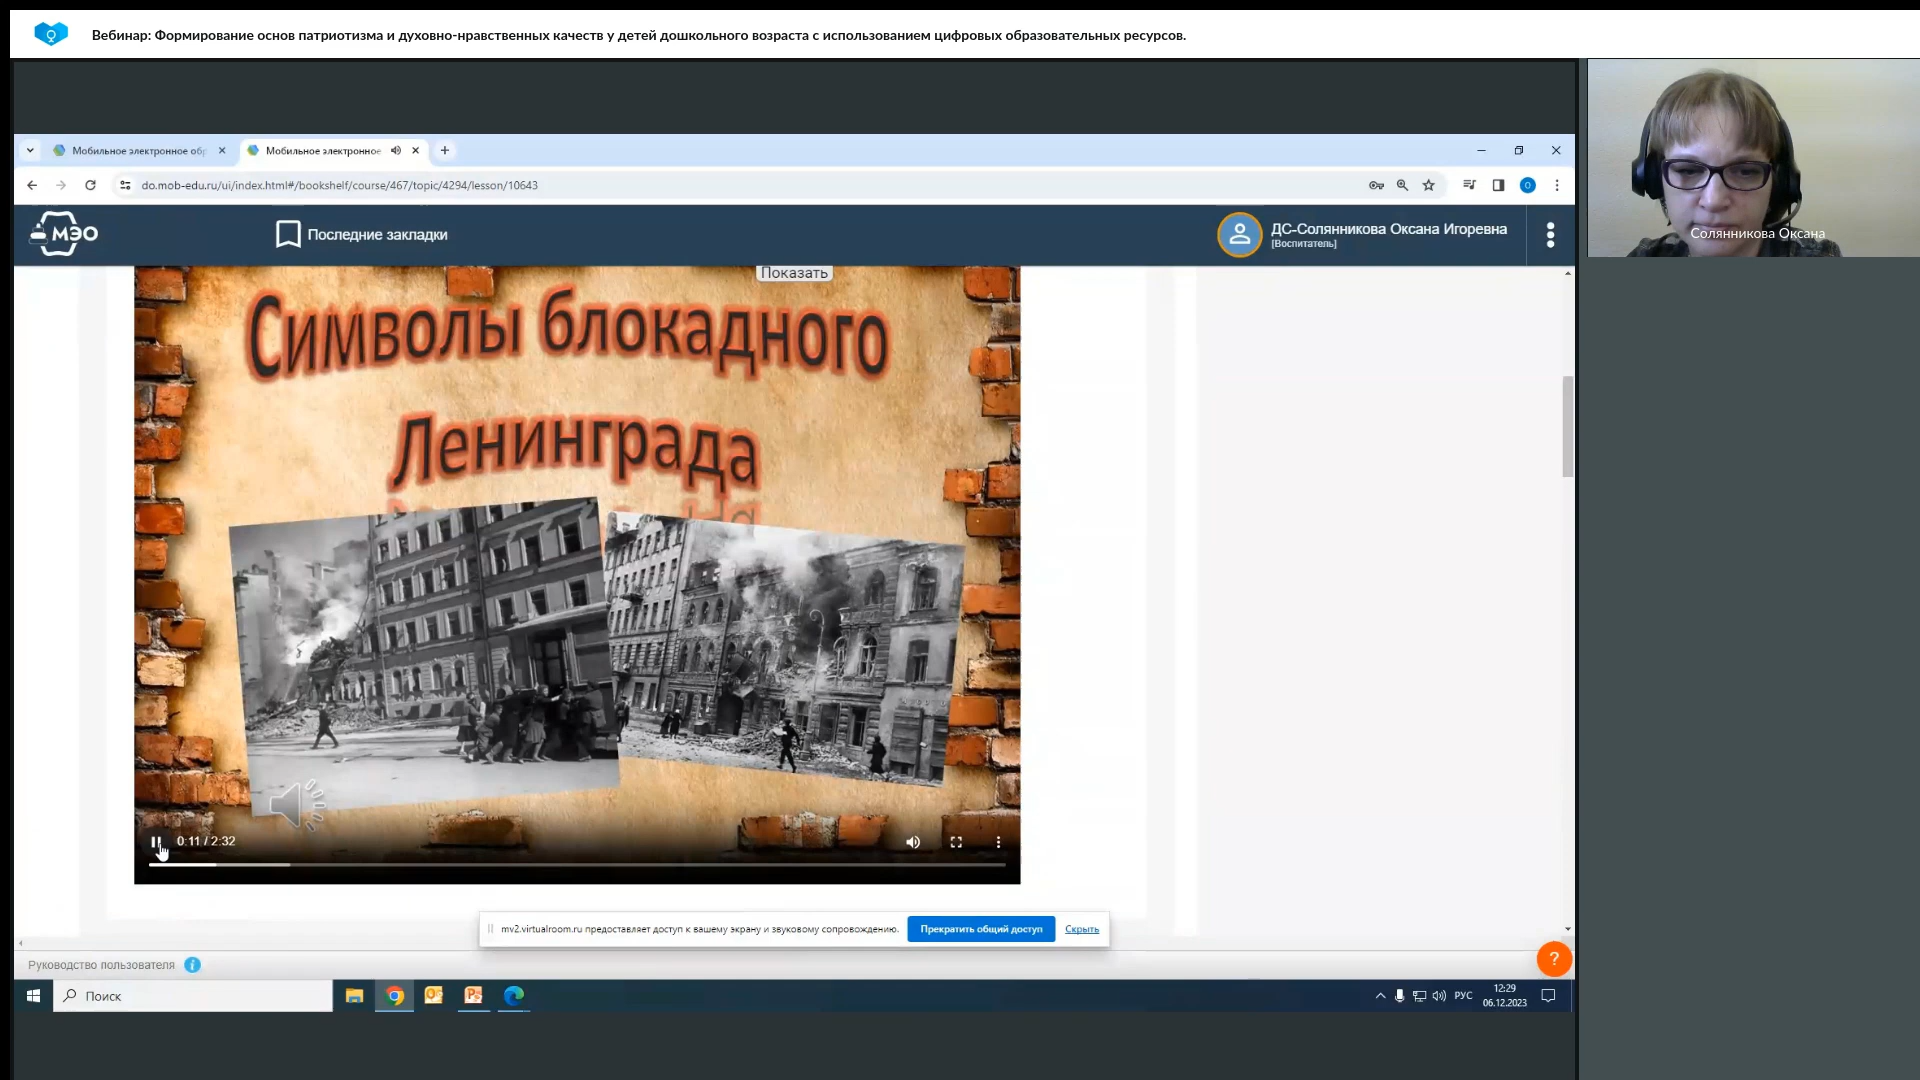 Вебинар: Формирование основ патриотизма и духовно-нравственных качеств у детей дошкольного возраста с использованием цифровых образовательных ресурсов.
Мобильное электронное обр
Мобильное электронное
do.mob-edu.ru/ui/index.html#/bookshelf/course/467/topic/4294/lesson/10643
МЭО
Последние закладки
ДС-Солянникова Оксана Игоревна
[Воспитатель]
Солянникова Оксана
Показать
Символы блокадного
Ленинграда
0:11 / 2:32
mv2.virtualroom.ru предоставляет доступ к вашему экрану и звуковому сопровождению.
Прекратить общий доступ
Скрыть
Руководство пользователя
?
Поиск
РУС
12:29
06.12.2023